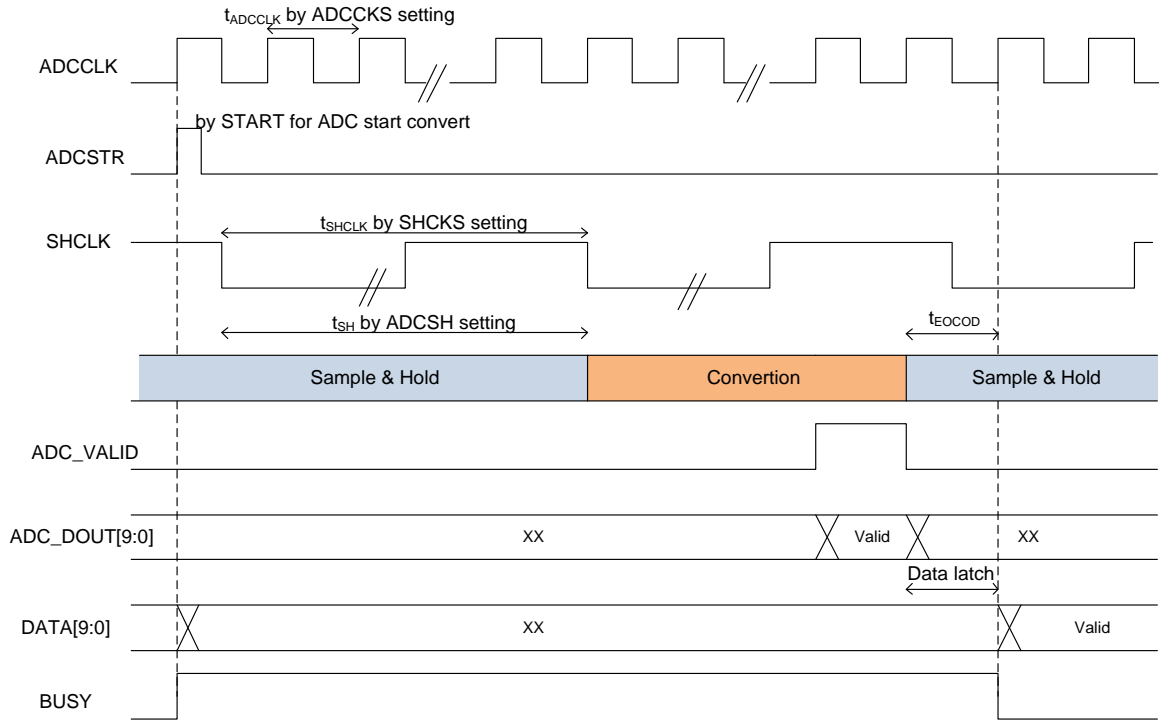 tADCCLK by ADCCKS setting
ADCCLK
by START for ADC start convert
ADCSTR
tSHCLK by SHCKS setting
SHCLK
tSH by ADCSH setting
tEOCOD
Sample & Hold
Convertion
Sample & Hold
ADC_VALID
ADC_DOUT[9:0]
XX
Valid
XX
Data latch
DATA[9:0]
XX
Valid
BUSY